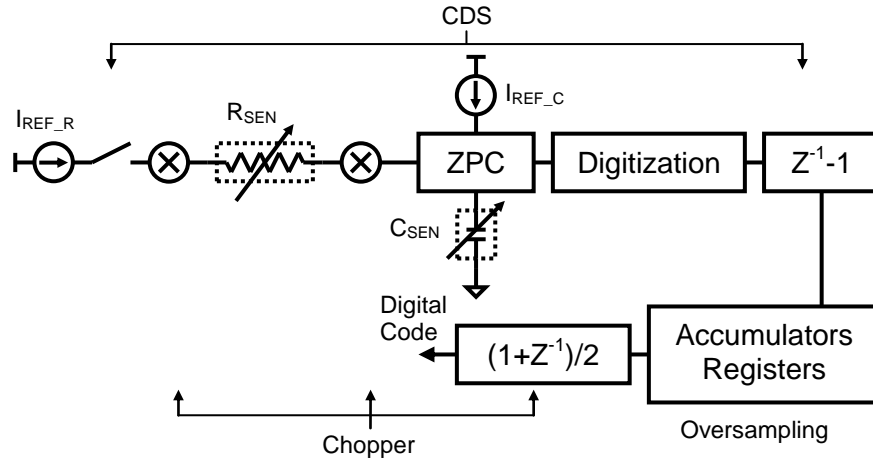 CDS
I_REF_R
R_SEN
I_REF_C
ZPC
Digitization
Z⁻¹-1
C_SEN
Digital
Code
(1+Z⁻¹)/2
Accumulators
Registers
Chopper
Oversampling